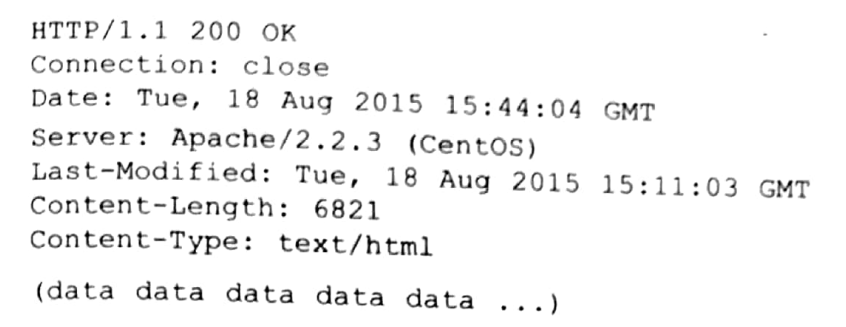 HTTP/1.1 200 OK
Connection: close
Date: Tue, 18 Aug 2015 15:44:04 GMT
Server: Apache/2.2.3 (CentOS)
Last-Modified: Tue, 18 Aug 2015 15:11:03 GMT
Content-Length: 6821
Content-Type: text/html
(data data data data data ...)